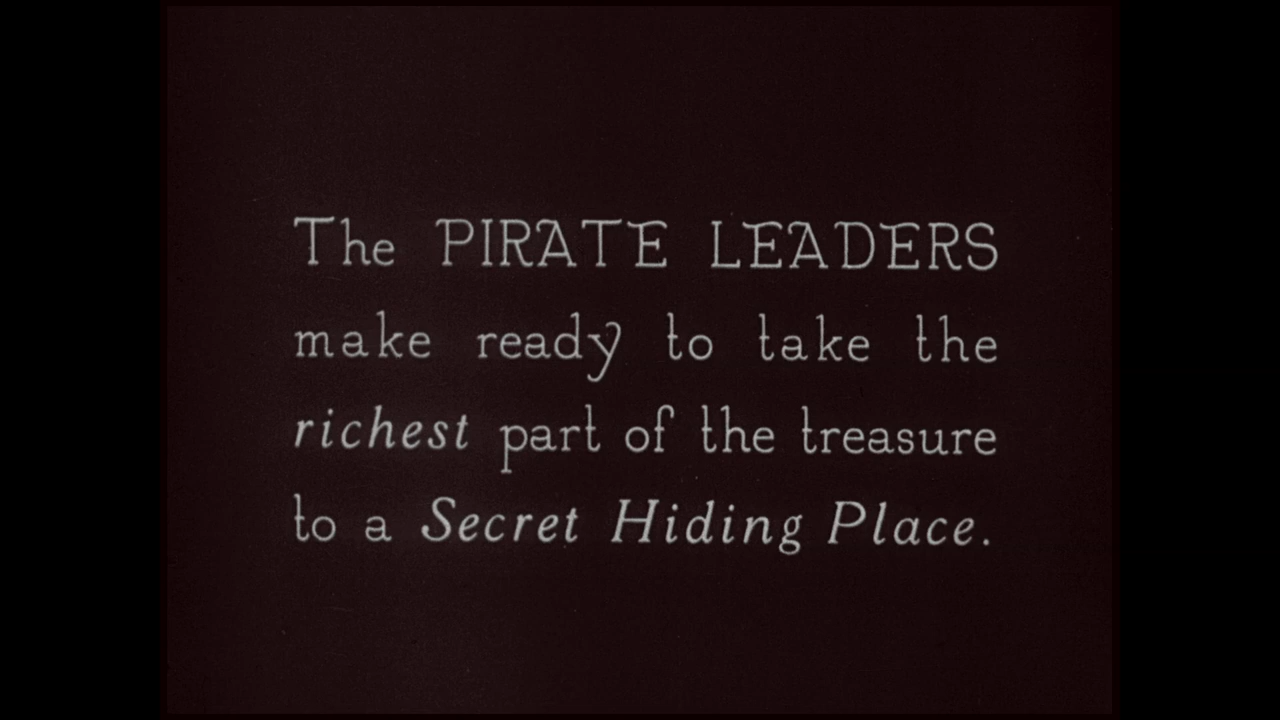 The PIRATE LEADERS
make ready to take the
richest part of the treasure
to a Secret Hiding Place.